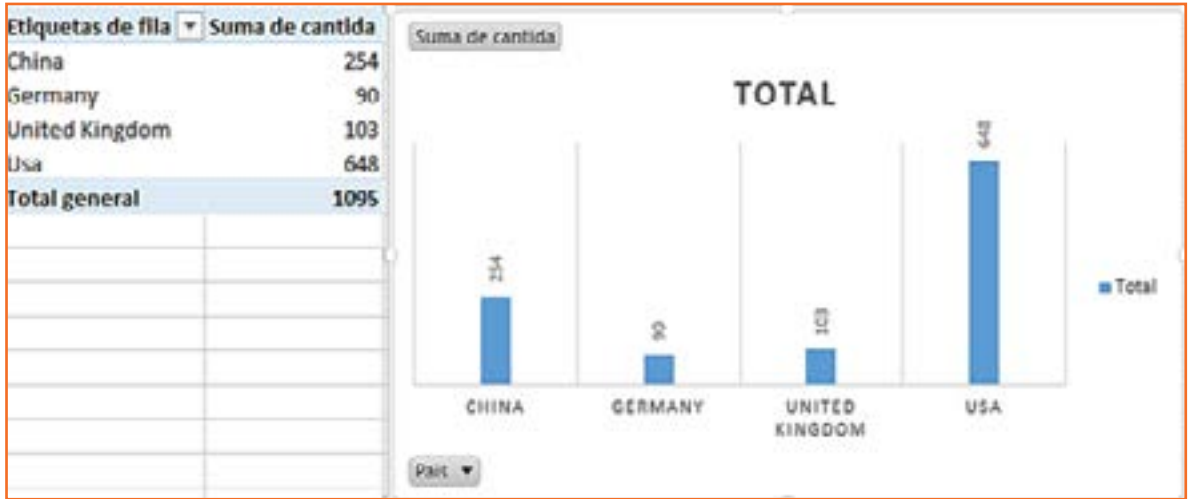 Etiquetas de fila Suma de cantida
China 254
Germany 90
United Kingdom 103
Usa 648
Total general 1095
Suma de cantida
TOTAL
254
90
103
648
CHINA
GERMANY
UNITED
KINGDOM
USA
Total
Pais